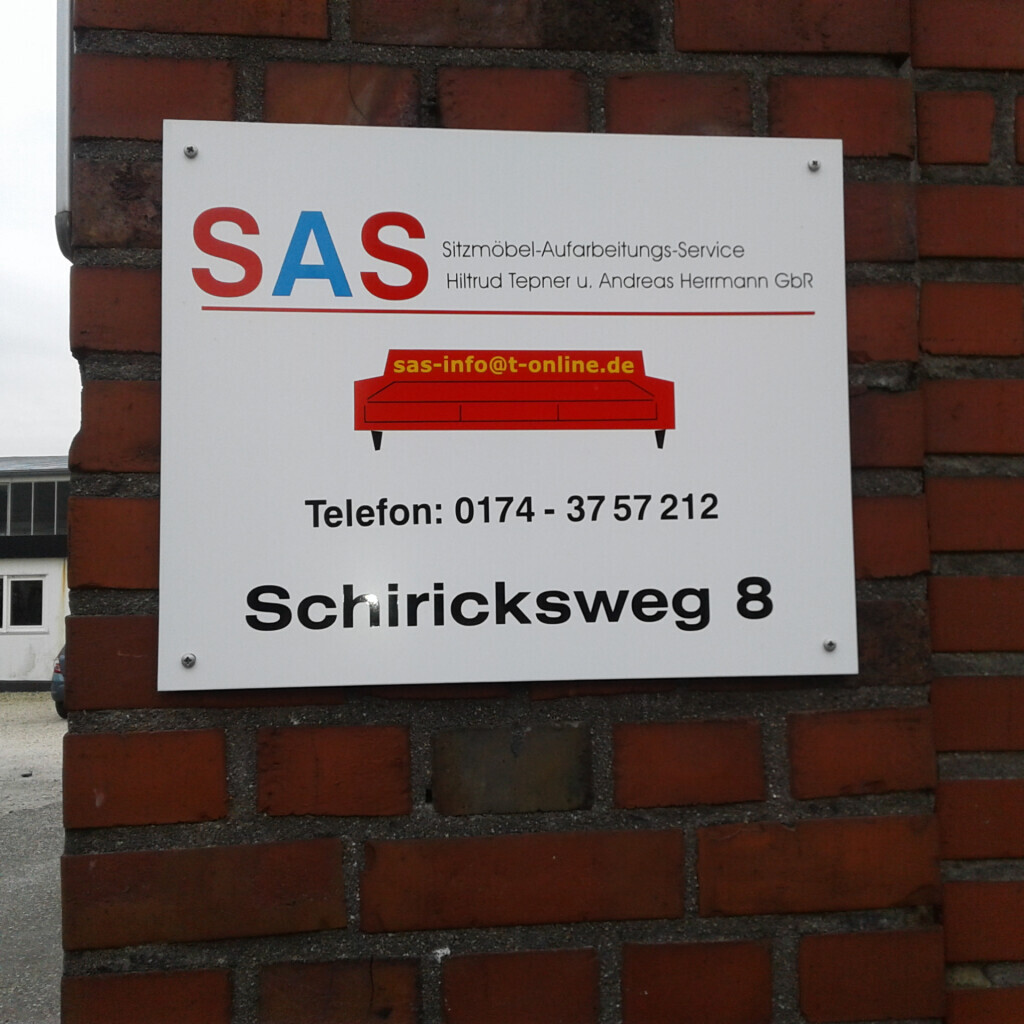 SAS
Sitzmöbel-Aufarbeitungs-Service
Hiltrud Tepner u. Andreas Herrmann GbR
sas-info@t-online.de
Telefon: 0174 - 37 57 212
Schiricksweg 8